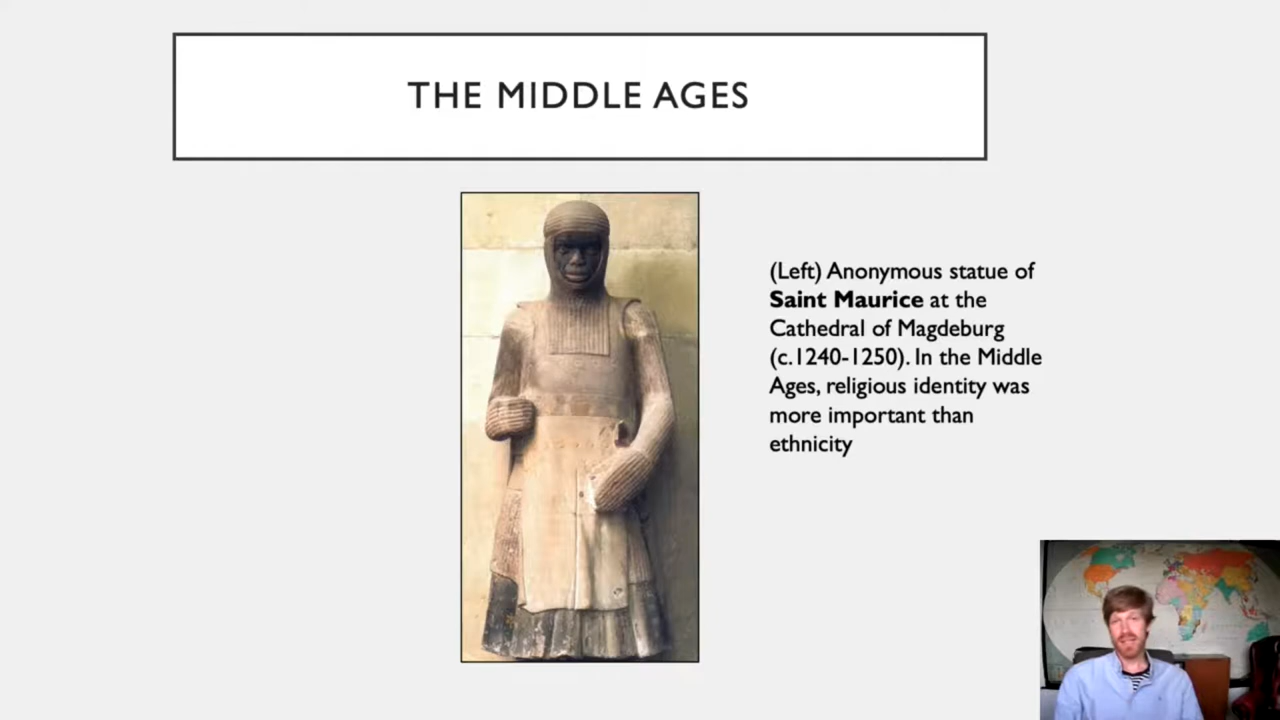 THE MIDDLE AGES
(Left) Anonymous statue of
Saint Maurice at the
Cathedral of Magdeburg
(c.1240-1250). In the Middle
Ages, religious identity was
more important than
ethnicity